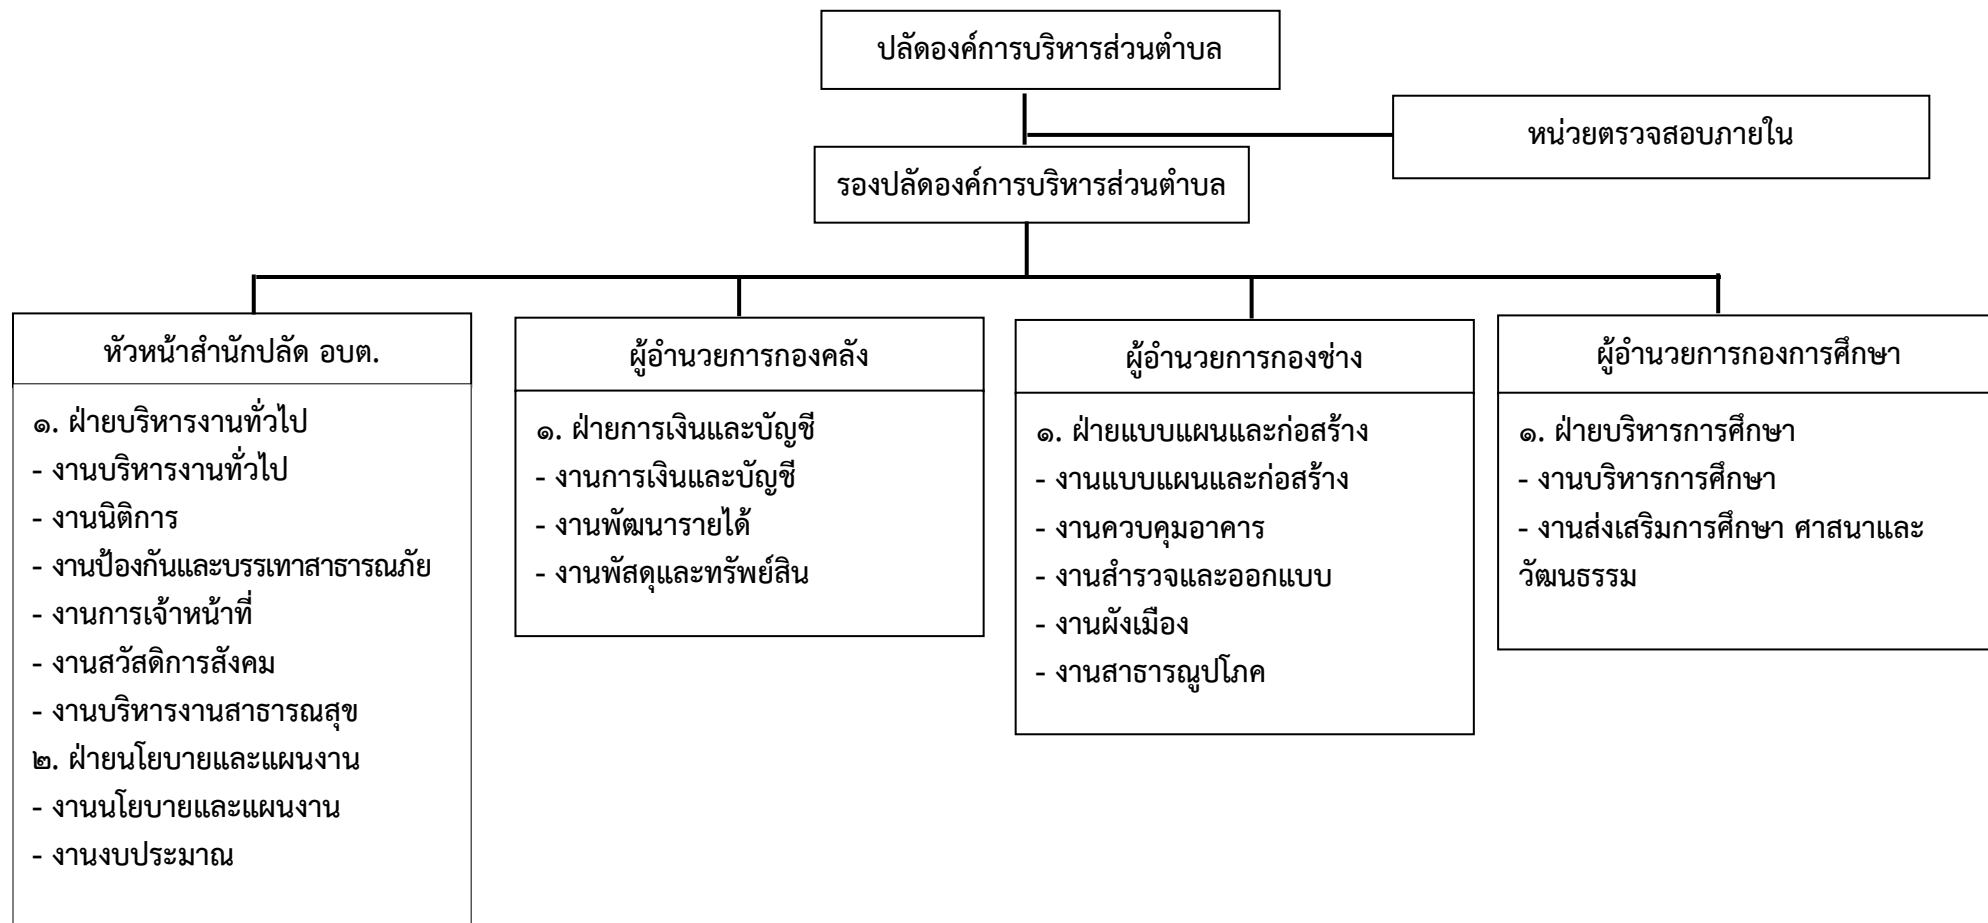 ปลัดองค์การบริหารส่วนตำบล
หน่วยตรวจสอบภายใน
รองปลัดองค์การบริหารส่วนตำบล
หัวหน้าสำนักปลัด อบต.
๑. ฝ่ายบริหารงานทั่วไป
- งานบริหารงานทั่วไป
- งานนิติการ
- งานป้องกันและบรรเทาสาธารณภัย
- งานการเจ้าหน้าที่
- งานสวัสดิการสังคม
- งานบริหารงานสาธารณสุข
๒. ฝ่ายนโยบายและแผนงาน
- งานนโยบายและแผนงาน
- งานงบประมาณ
ผู้อำนวยการกองคลัง
๑. ฝ่ายการเงินและบัญชี
- งานการเงินและบัญชี
- งานพัฒนารายได้
- งานพัสดุและทรัพย์สิน
ผู้อำนวยการกองช่าง
๑. ฝ่ายแบบแผนและก่อสร้าง
- งานแบบแผนและก่อสร้าง
- งานควบคุมอาคาร
- งานสำรวจและออกแบบ
- งานผังเมือง
- งานสาธารณูปโภค
ผู้อำนวยการกองการศึกษา
๑. ฝ่ายบริหารการศึกษา
- งานบริหารการศึกษา
- งานส่งเสริมการศึกษา ศาสนาและ
วัฒนธรรม